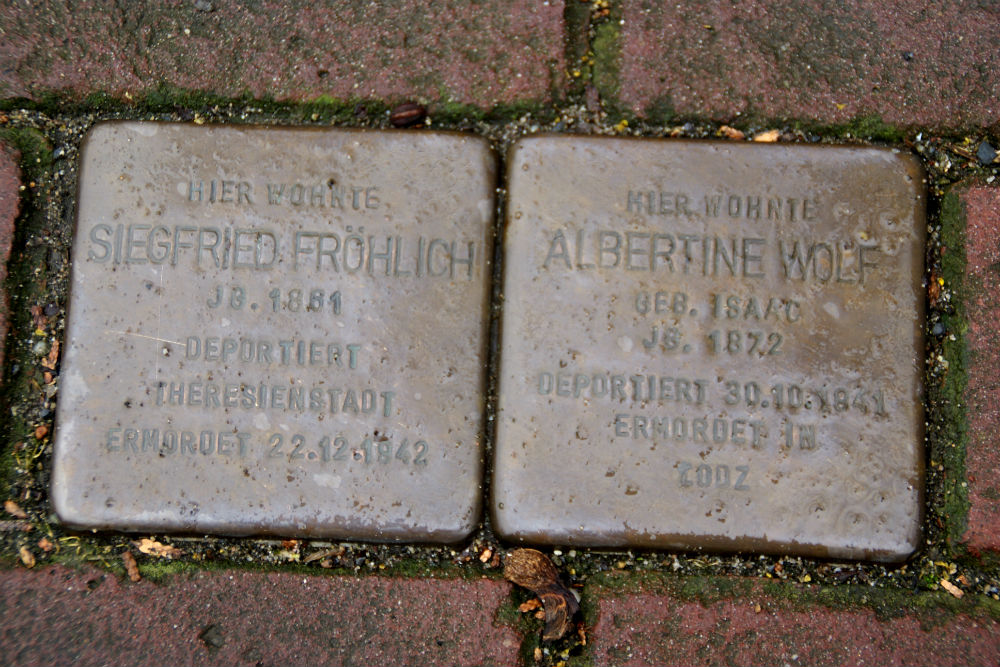 HIER WOHNTE
SIEGFRIED FRÖHLICH
JG. 1861
DEPORTIERT
THERESIENSTADT
ERMORDET 22.12.1942
HIER WOHNTE
ALBERTINE WOLF
GEB. ISAAC
JG. 1872
DEPORTIERT 30.10.1941
ERMORDET IN
LODZ